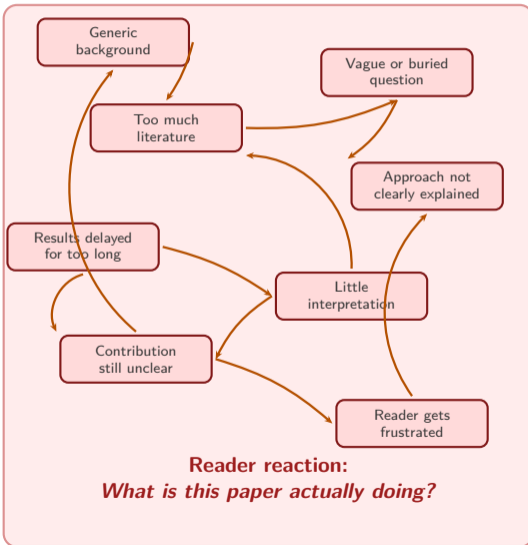 Generic
background
Vague or buried
question
Too much
literature
Approach not
clearly explained
Results delayed
for too long
Little
interpretation
Contribution
still unclear
Reader gets
frustrated
Reader reaction:
What is this paper actually doing?